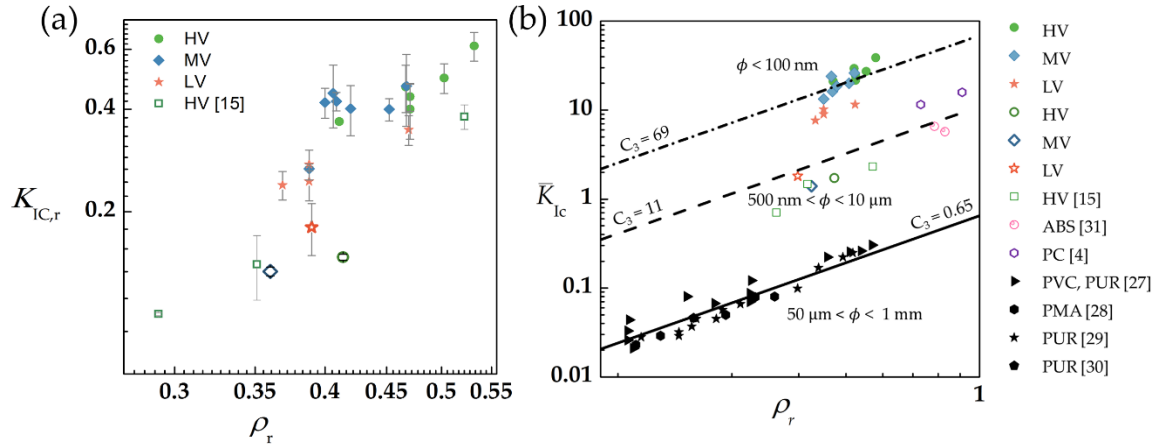 (a)
HV
MV
LV
HV [15]
0.6
0.4
0.2
K_IC,r
0.3
0.35
0.4
0.45
0.5
0.55
ρ_r
(b)
100
10
1
0.1
0.01
K̄_Ic
ϕ < 100 nm
C₃ = 69
C₃ = 11
500 nm < ϕ < 10 μm
C₃ = 0.65
50 μm < ϕ < 1 mm
1
ρ_r
HV
MV
LV
HV
MV
LV
HV [15]
ABS [31]
PC [4]
PVC, PUR [27]
PMA [28]
PUR [29]
PUR [30]